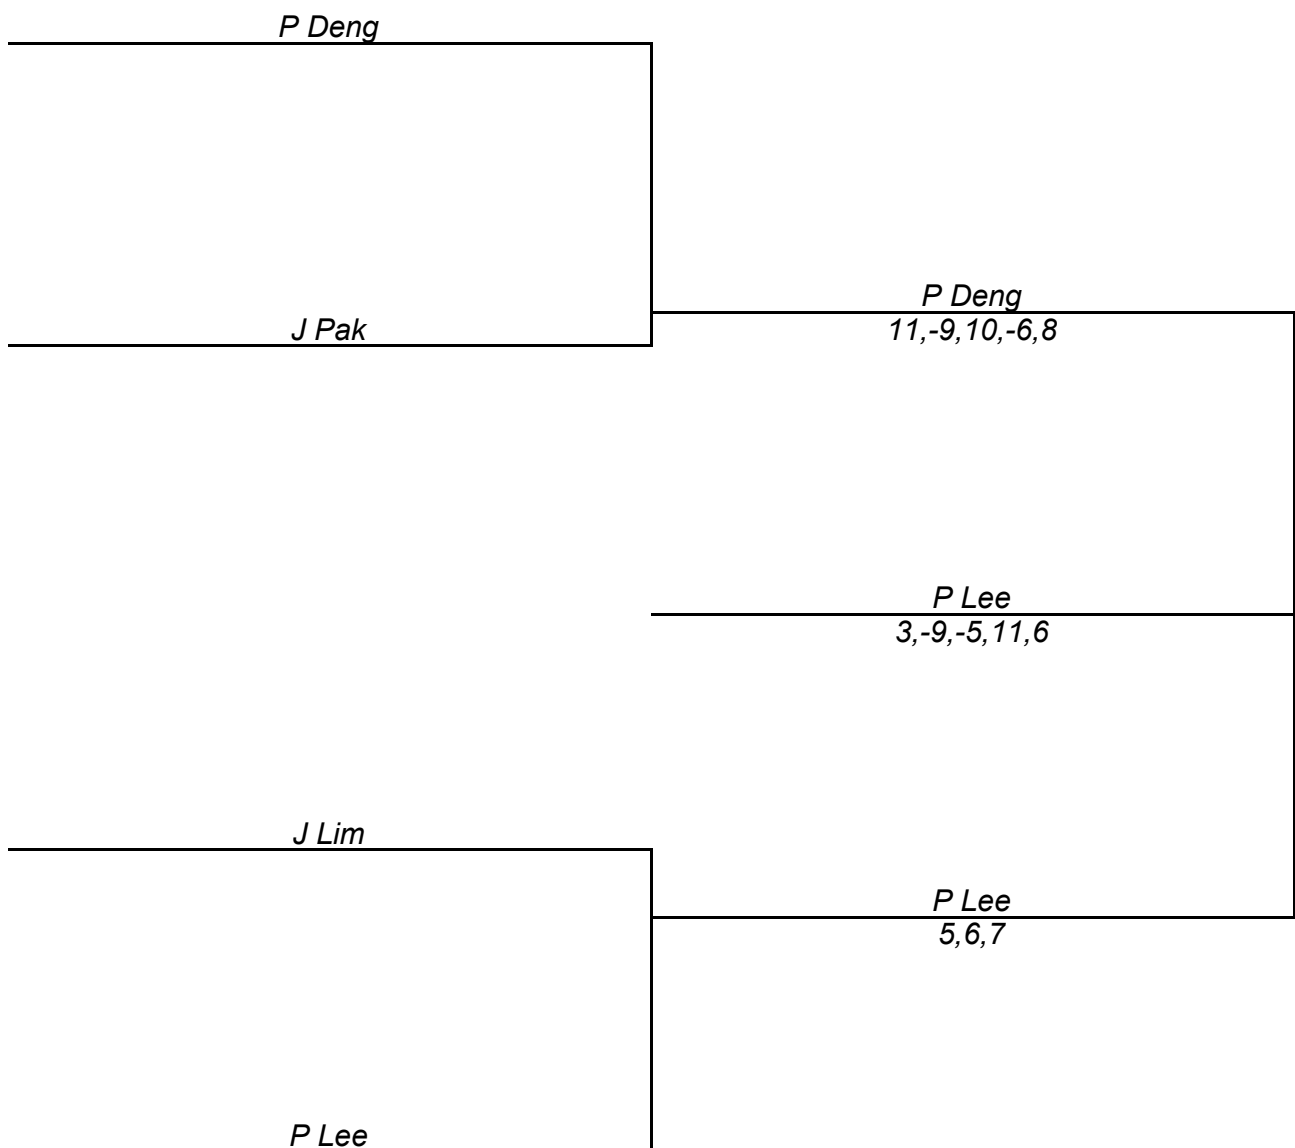 P Deng
P Deng
J Pak
11,-9,10,-6,8
P Lee
3,-9,-5,11,6
J Lim
P Lee
5,6,7
P Lee